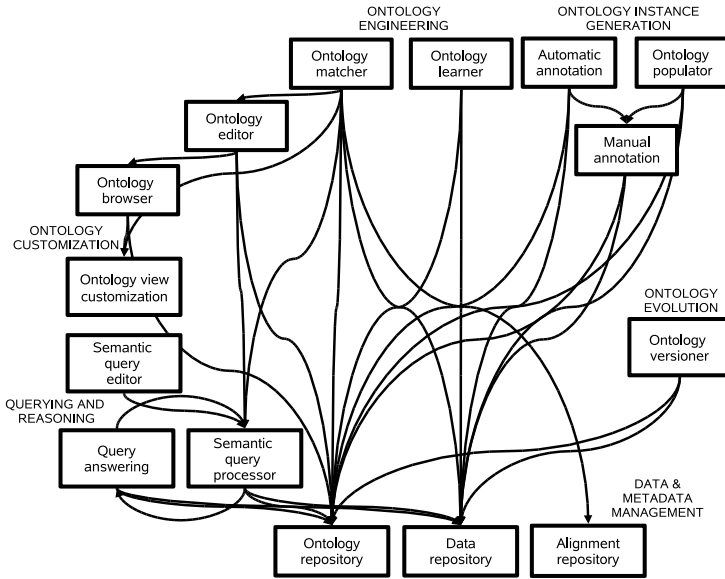 ONTOLOGY
ENGINEERING
ONTOLOGY INSTANCE
GENERATION
Ontology
matcher
Ontology
learner
Automatic
annotation
Ontology
populator
Ontology
editor
Manual
annotation
Ontology
browser
ONTOLOGY
CUSTOMIZATION
Ontology view
customization
ONTOLOGY
EVOLUTION
Ontology
versioner
Semantic
query
editor
QUERYING AND
REASONING
Query
answering
Semantic
query
processor
DATA &
METADATA
MANAGEMENT
Ontology
repository
Data
repository
Alignment
repository